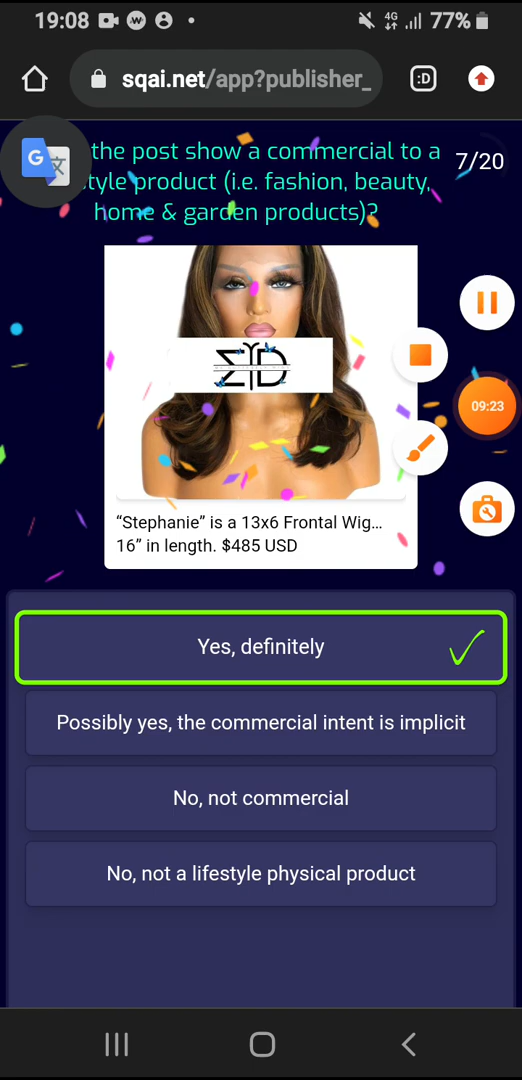 19:08
4G
77%
sqai.net/app?publisher_
:D
the post show a commercial to a
style product (i.e. fashion, beauty,
home & garden products)?
7/20
ΣYD
09:23
“Stephanie” is a 13x6 Frontal Wig...
16” in length. $485 USD
Yes, definitely
Possibly yes, the commercial intent is implicit
No, not commercial
No, not a lifestyle physical product